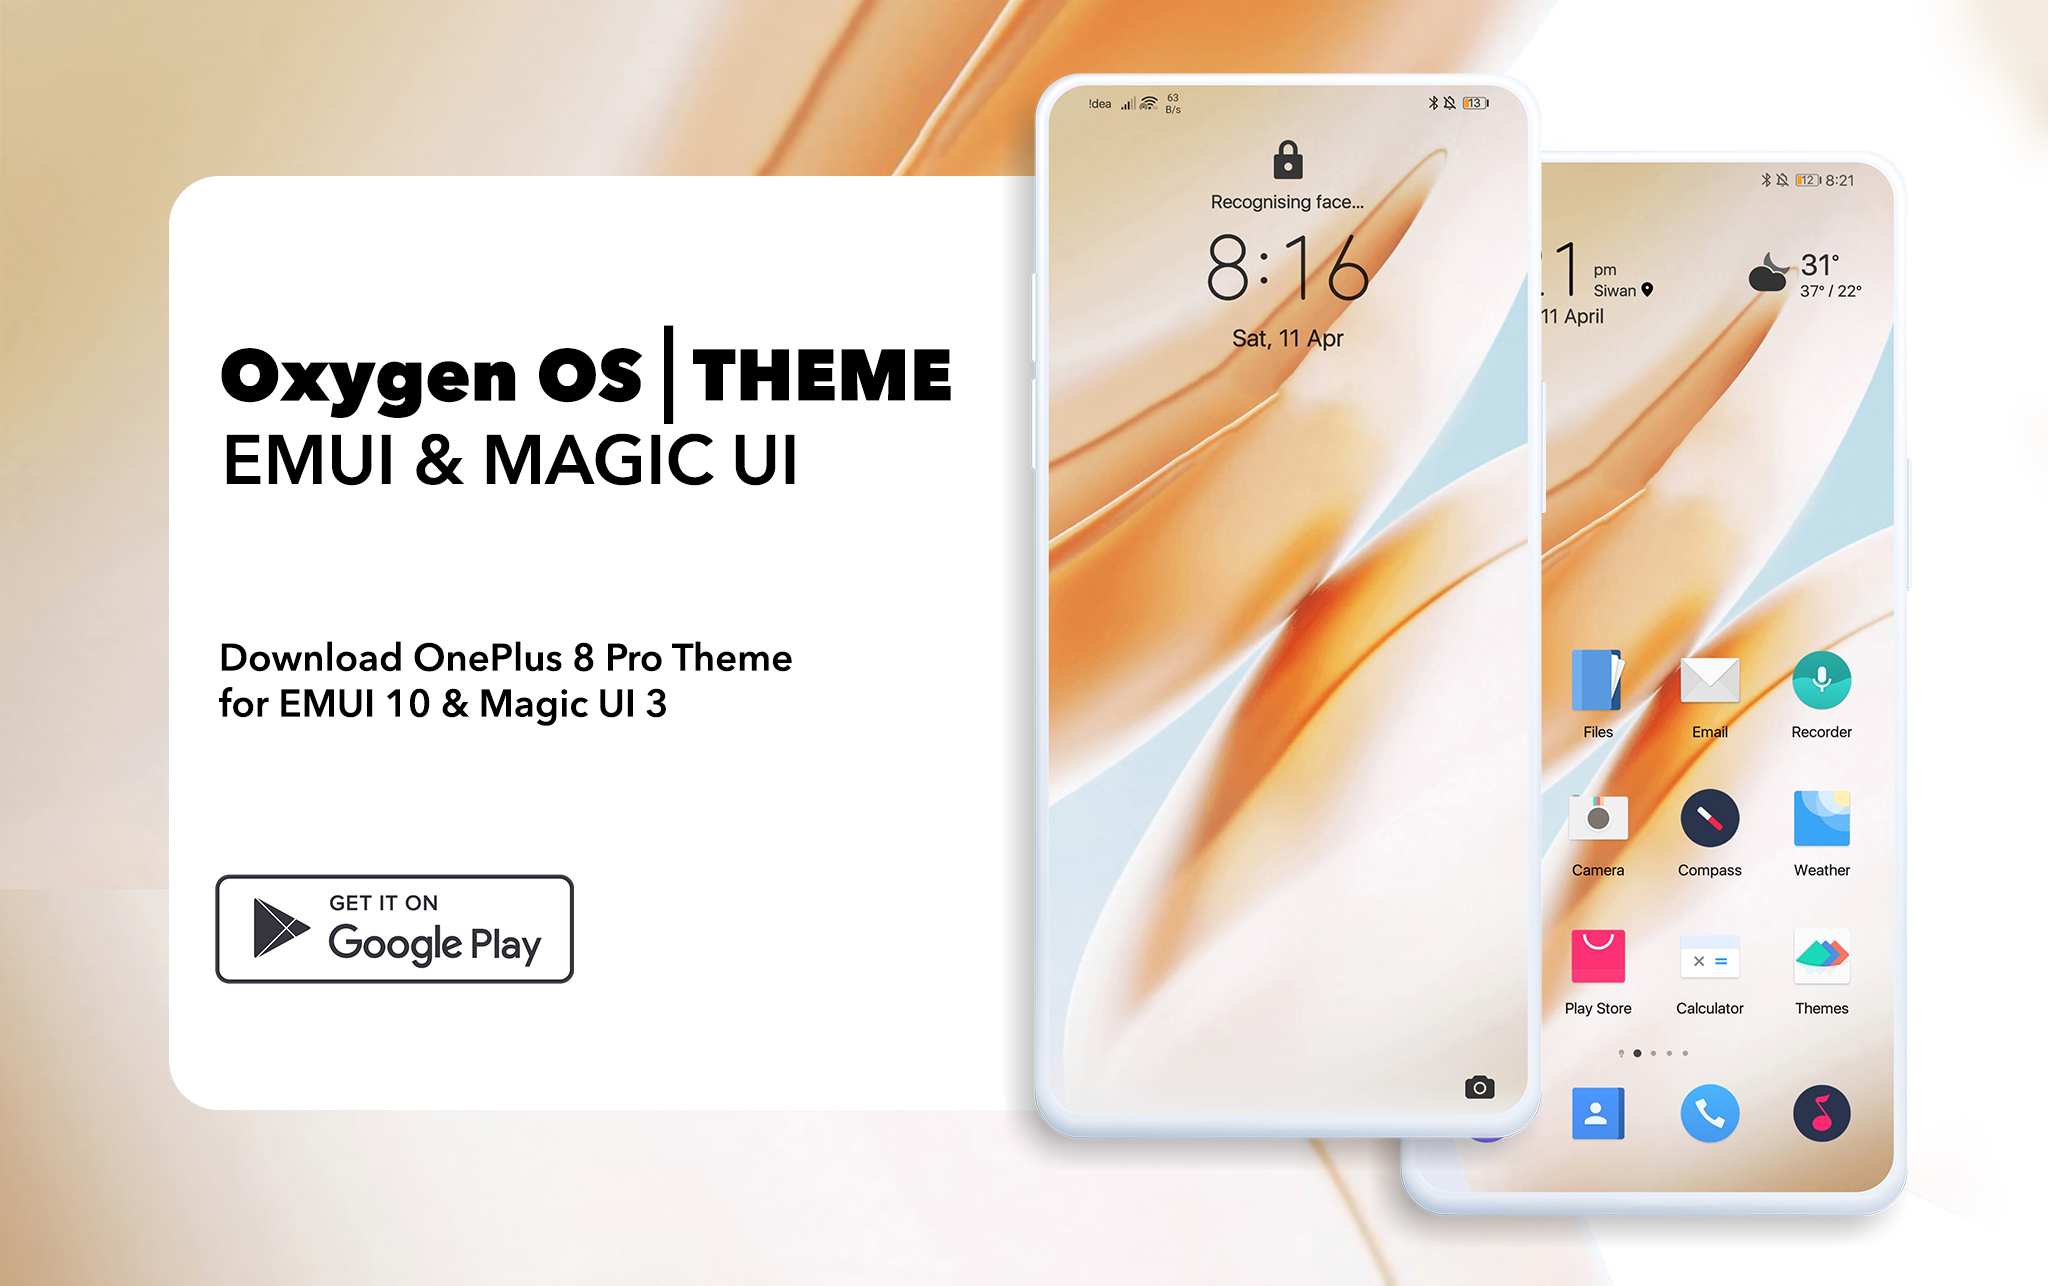 Oxygen OS | THEME
EMUI & MAGIC UI
Download OnePlus 8 Pro Theme
for EMUI 10 & Magic UI 3
GET IT ON
Google Play
!dea 63 B/s 13
Recognising face...
8:16
Sat, 11 Apr
12 8:21
1 pm
Siwan
31°
37° / 22°
11 April
Files Email Recorder
Camera Compass Weather
Play Store Calculator Themes